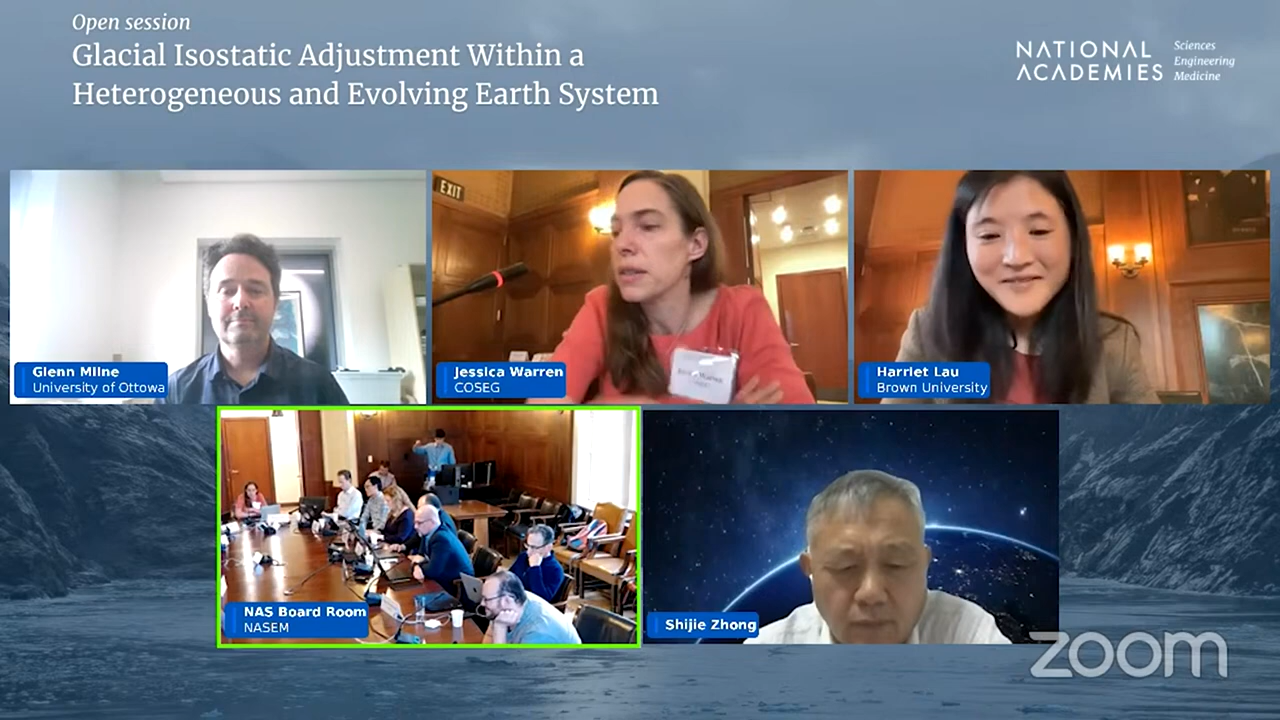 Open session
Glacial Isostatic Adjustment Within a
Heterogeneous and Evolving Earth System
NATIONAL
ACADEMIES
Sciences
Engineering
Medicine
EXIT
Glenn Milne
University of Ottowa
Jessica Warren
COSEG
Harriet Lau
Brown University
NAS Board Room
NASEM
Shijie Zhong
zoom